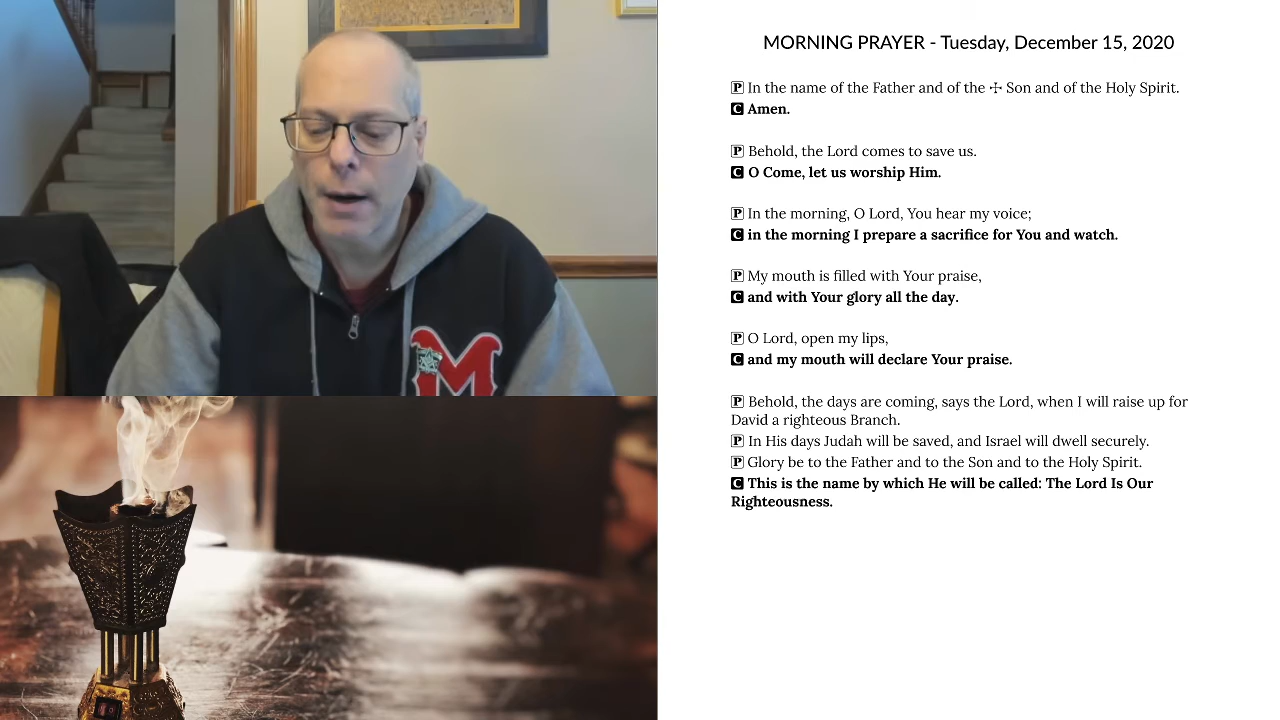 MORNING PRAYER - Tuesday, December 15, 2020
P In the name of the Father and of the ☩ Son and of the Holy Spirit.
C Amen.
P Behold, the Lord comes to save us.
C O Come, let us worship Him.
P In the morning, O Lord, You hear my voice;
C in the morning I prepare a sacrifice for You and watch.
P My mouth is filled with Your praise,
C and with Your glory all the day.
P O Lord, open my lips,
C and my mouth will declare Your praise.
P Behold, the days are coming, says the Lord, when I will raise up for
David a righteous Branch.
P In His days Judah will be saved, and Israel will dwell securely.
P Glory be to the Father and to the Son and to the Holy Spirit.
C This is the name by which He will be called: The Lord Is Our
Righteousness.
M